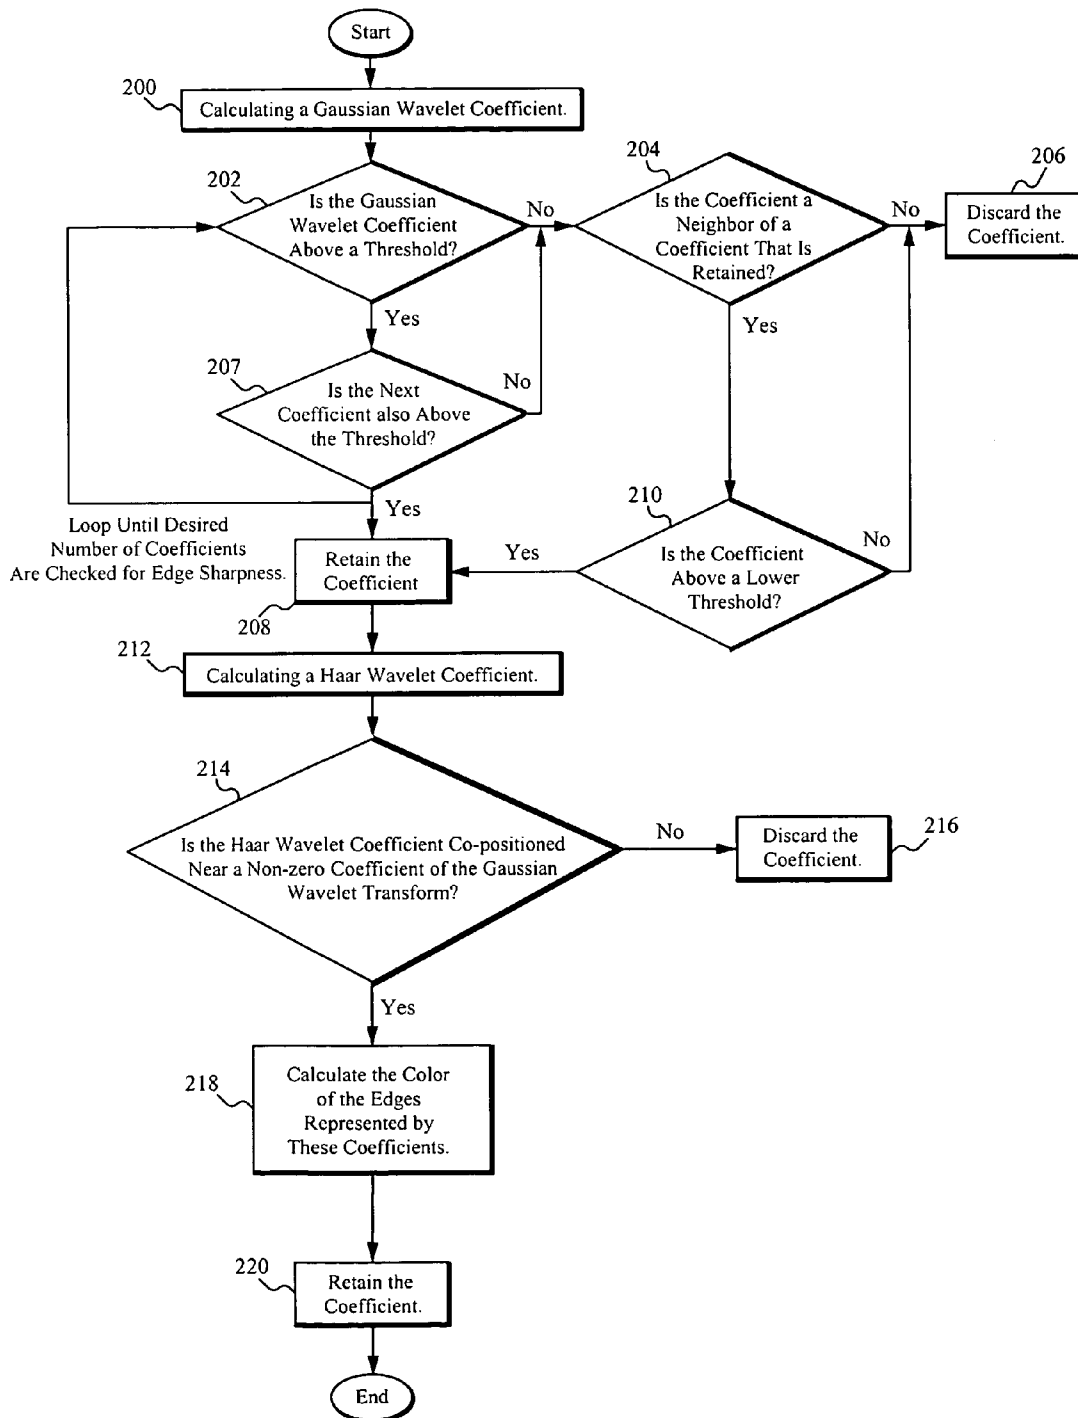 Start
200
Calculating a Gaussian Wavelet Coefficient.
202
Is the Gaussian
Wavelet Coefficient
Above a Threshold?
No
204
Is the Coefficient a
Neighbor of a
Coefficient That Is
Retained?
No
206
Discard the
Coefficient.
Yes
Yes
207
Is the Next
Coefficient also Above
the Threshold?
No
Yes
Loop Until Desired
Number of Coefficients
Are Checked for Edge Sharpness.
210
Is the Coefficient
Above a Lower
Threshold?
No
Yes
Retain the
Coefficient
208
212
Calculating a Haar Wavelet Coefficient.
214
Is the Haar Wavelet Coefficient Co-positioned
Near a Non-zero Coefficient of the Gaussian
Wavelet Transform?
No
Discard the
Coefficient.
216
Yes
218
Calculate the Color
of the Edges
Represented by
These Coefficients.
220
Retain the
Coefficient.
End